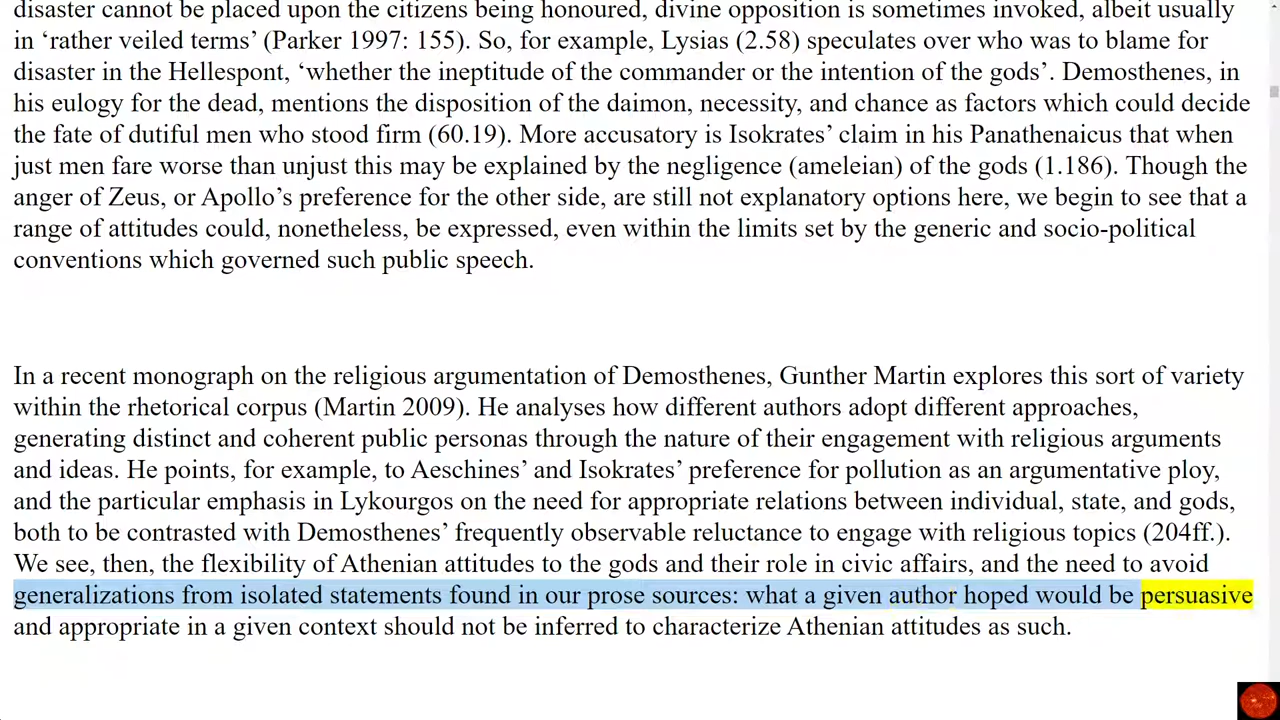 disaster cannot be placed upon the citizens being honoured, divine opposition is sometimes invoked, albeit usually
in ‘rather veiled terms’ (Parker 1997: 155). So, for example, Lysias (2.58) speculates over who was to blame for
disaster in the Hellespont, ‘whether the ineptitude of the commander or the intention of the gods’. Demosthenes, in
his eulogy for the dead, mentions the disposition of the daimon, necessity, and chance as factors which could decide
the fate of dutiful men who stood firm (60.19). More accusatory is Isokrates’ claim in his Panathenaicus that when
just men fare worse than unjust this may be explained by the negligence (ameleian) of the gods (1.186). Though the
anger of Zeus, or Apollo’s preference for the other side, are still not explanatory options here, we begin to see that a
range of attitudes could, nonetheless, be expressed, even within the limits set by the generic and socio-political
conventions which governed such public speech.
In a recent monograph on the religious argumentation of Demosthenes, Gunther Martin explores this sort of variety
within the rhetorical corpus (Martin 2009). He analyses how different authors adopt different approaches,
generating distinct and coherent public personas through the nature of their engagement with religious arguments
and ideas. He points, for example, to Aeschines’ and Isokrates’ preference for pollution as an argumentative ploy,
and the particular emphasis in Lykourgos on the need for appropriate relations between individual, state, and gods,
both to be contrasted with Demosthenes’ frequently observable reluctance to engage with religious topics (204ff.).
We see, then, the flexibility of Athenian attitudes to the gods and their role in civic affairs, and the need to avoid
generalizations from isolated statements found in our prose sources: what a given author hoped would be persuasive
and appropriate in a given context should not be inferred to characterize Athenian attitudes as such.